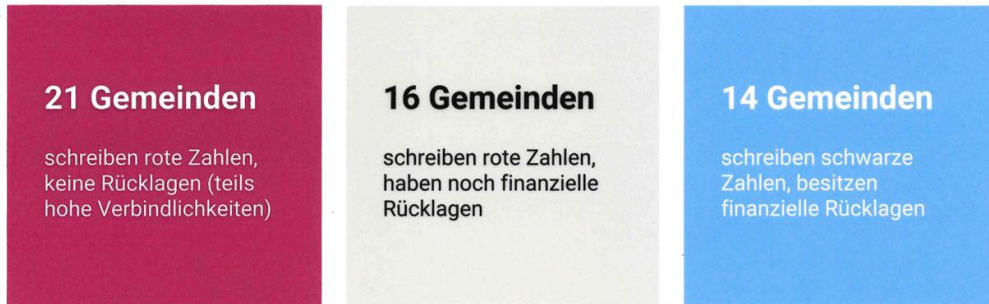 21 Gemeinden
schreiben rote Zahlen,
keine Rücklagen (teils
hohe Verbindlichkeiten)
16 Gemeinden
schreiben rote Zahlen,
haben noch finanzielle
Rücklagen
14 Gemeinden
schreiben schwarze
Zahlen, besitzen
finanzielle Rücklagen